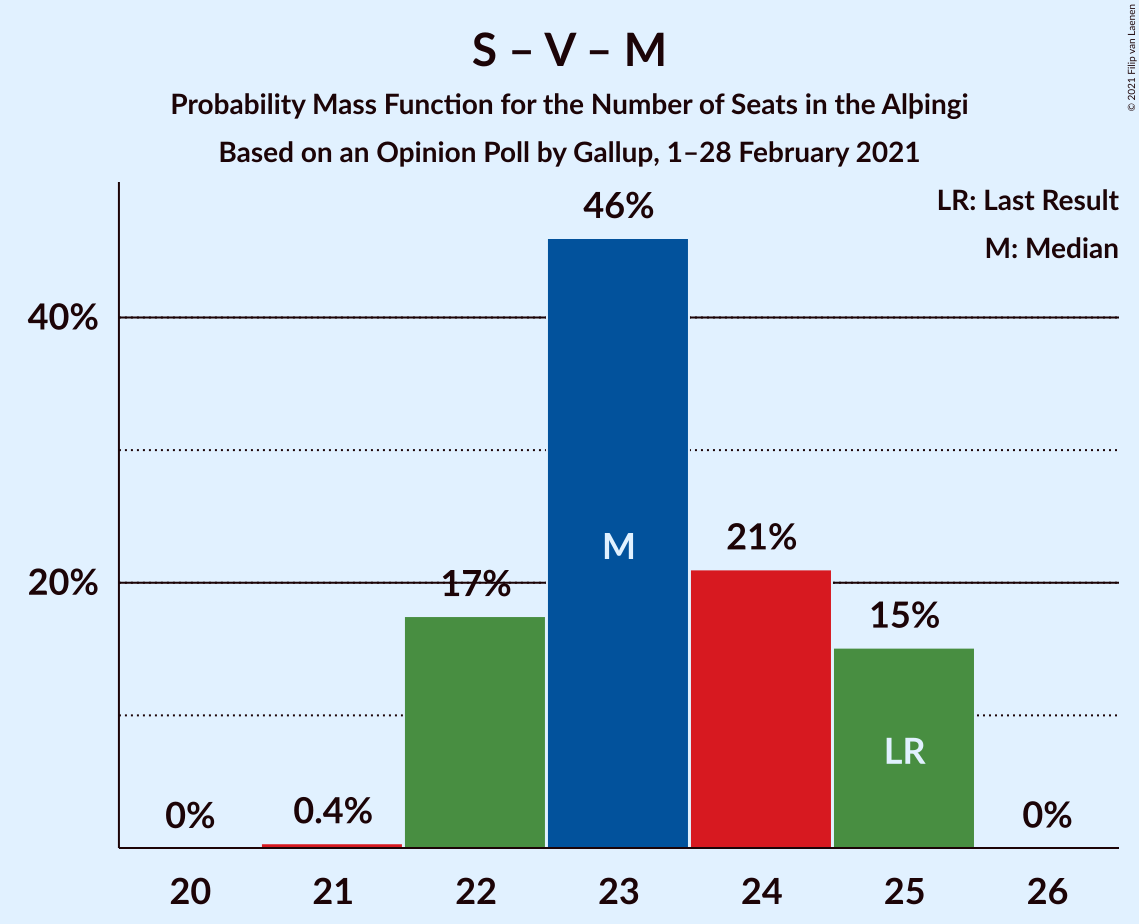 S – V – M
Probability Mass Function for the Number of Seats in the Alþingi
Based on an Opinion Poll by Gallup, 1–28 February 2021
© 2021 Filip van Laenen
LR: Last Result
M: Median
46%
40%
M
21%
20%
17%
15%
LR
0%
0.4%
0%
20
21
22
23
24
25
26